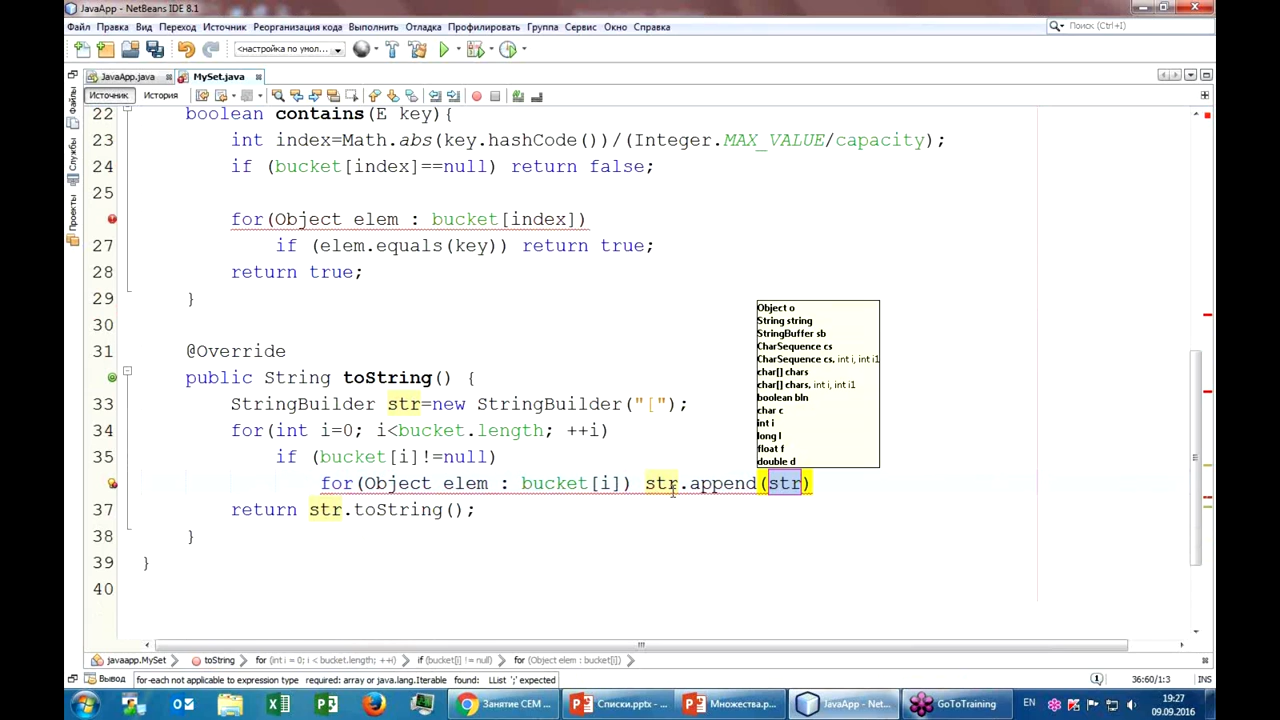 JavaApp - NetBeans IDE 8.1
Файл Правка Вид Переход Источник Реорганизация кода Выполнить Отладка Профилировать Группа Сервис Окно Справка
Поиск (Ctrl+I)
<настройка по умол...
JavaApp.java MySet.java
Источник История
Файлы
Службы
Проекты
22 boolean contains(E key){
23 int index=Math.abs(key.hashCode())/(Integer.MAX_VALUE/capacity);
24 if (bucket[index]==null) return false;
25
for(Object elem : bucket[index])
27 if (elem.equals(key)) return true;
28 return true;
29 }
30
31 @Override
public String toString() {
33 StringBuilder str=new StringBuilder("[");
34 for(int i=0; i<bucket.length; ++i)
35 if (bucket[i]!=null)
for(Object elem : bucket[i]) str.append(str)
37 return str.toString();
38 }
39 }
40
Object o
String string
StringBuffer sb
CharSequence cs
CharSequence cs, int i, int i1
char[] chars
char[] chars, int i, int i1
boolean bln
char c
int i
long l
float f
double d
javaapp.MySet toString for (int i = 0; i < bucket.length; ++i) if (bucket[i] != null) for (Object elem : bucket[i])
Вывод for-each not applicable to expression type required: array or java.lang.Iterable found: LList ';' expected 36:60/1:3 INS
Занятие СЕМ ... Списки.pptx - ... Множества.p... JavaApp - Net... GoToTraining EN 19:27
09.09.2016